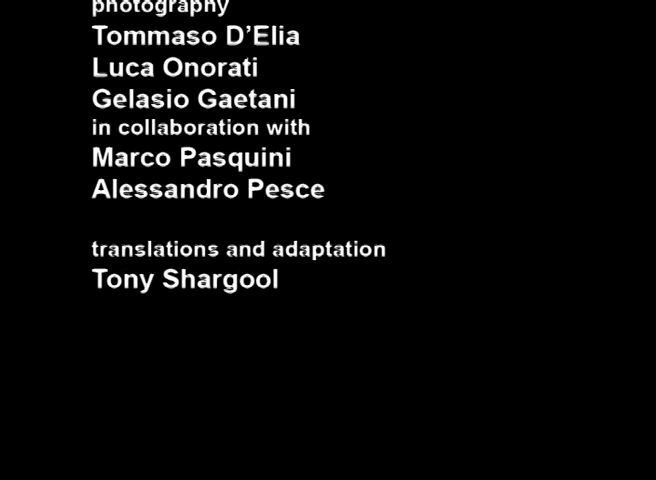 photography
Tommaso D'Elia
Luca Onorati
Gelasio Gaetani
in collaboration with
Marco Pasquini
Alessandro Pesce
translations and adaptation
Tony Shargool